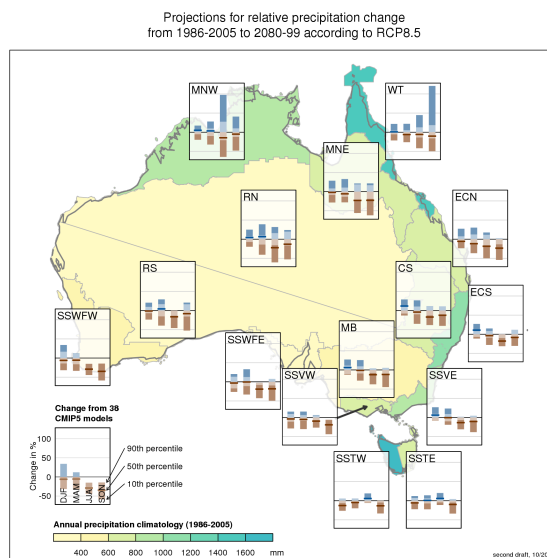 Projections for relative precipitation change
from 1986-2005 to 2080-99 according to RCP8.5
MNW
WT
MNE
RN
ECN
RS
CS
ECS
SSWFW
MB
SSWFE
SSVW
SSVE
Change from 38
CMIP5 models
SSTW
SSTE
Change in %
100
50
0
-50
DJF
MAM
JJA
SON
90th percentile
50th percentile
10th percentile
Annual precipitation climatology (1986-2005)
400 600 800 1000 1200 1400 1600 mm
second draft, 10/20